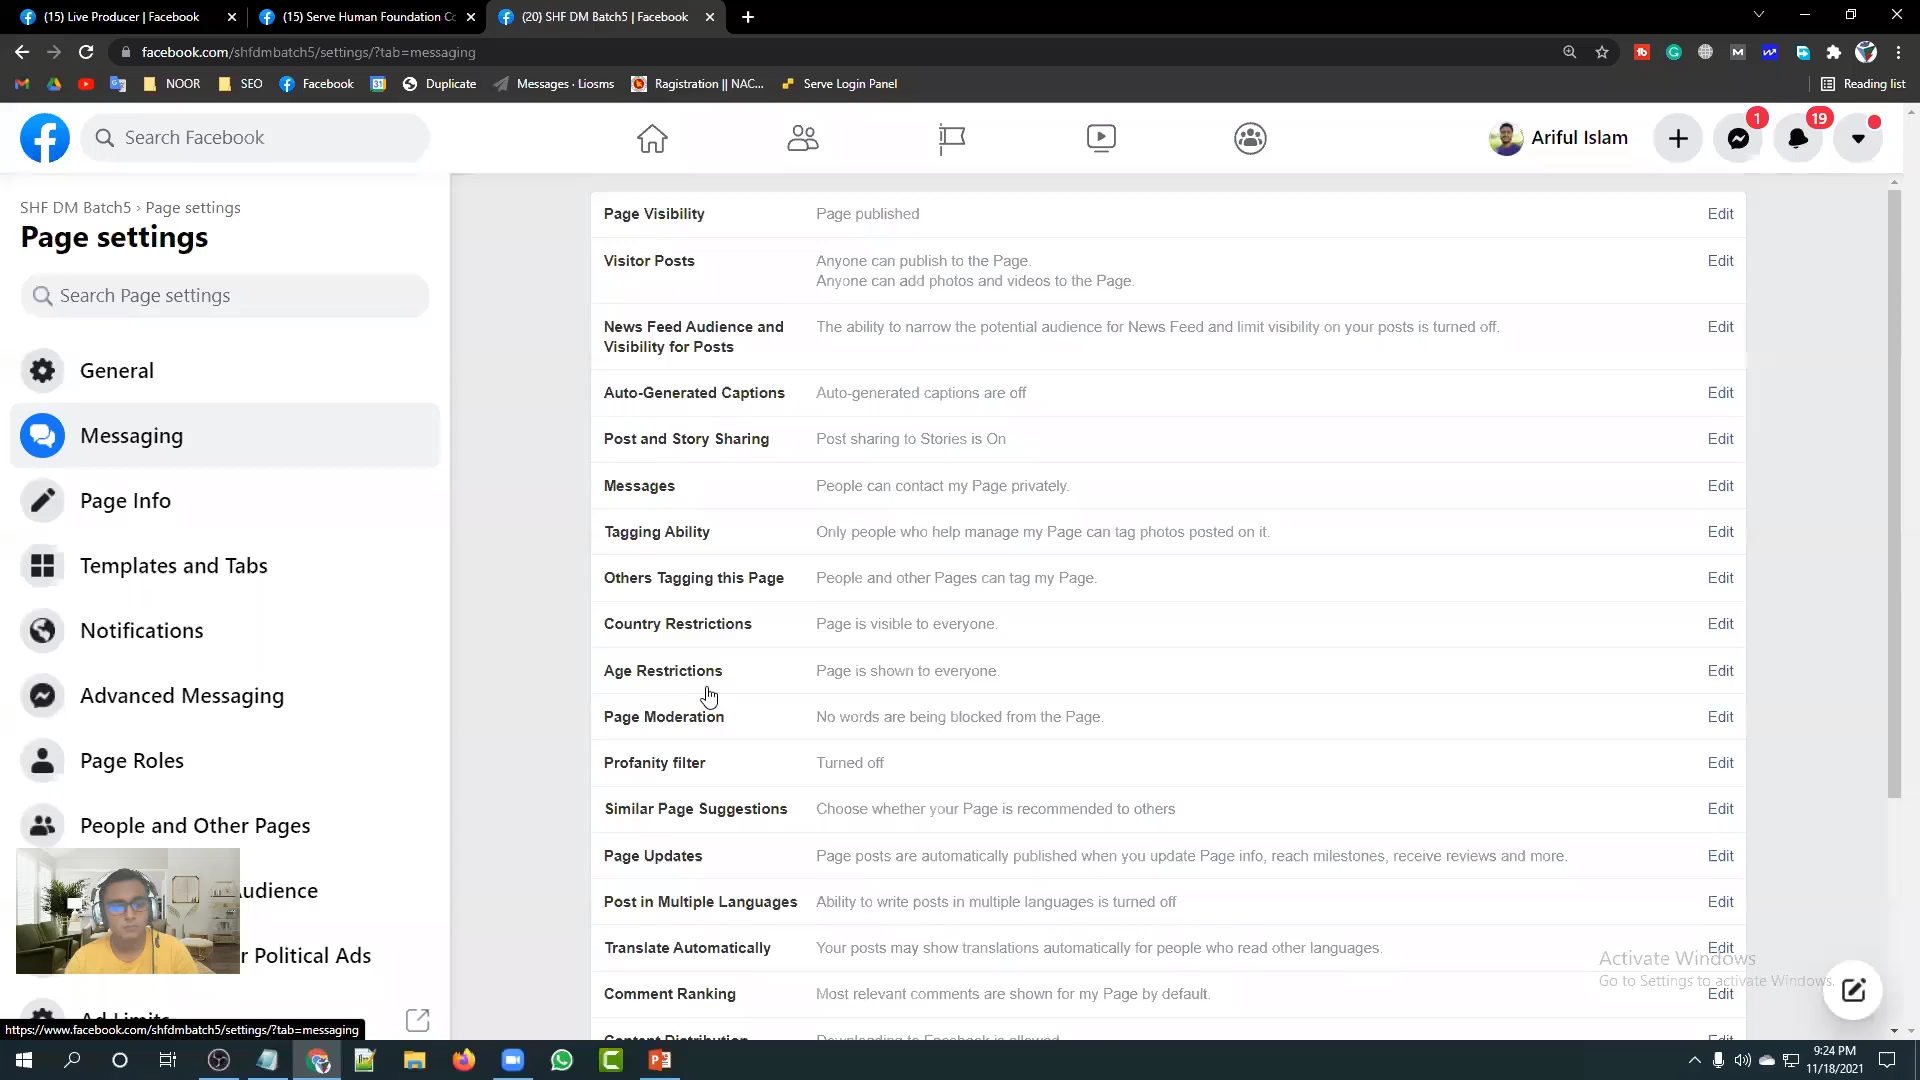 (15) Live Producer | Facebook
(15) Serve Human Foundation Co
(20) SHF DM Batch5 | Facebook
facebook.com/shfdmbatch5/settings/?tab=messaging
NOOR
SEO
Facebook
31
Duplicate
Messages · Liosms
Ragistration || NAC...
Serve Login Panel
Reading list
Search Facebook
Ariful Islam
1
19
SHF DM Batch5 › Page settings
Page settings
Search Page settings
General
Messaging
Page Info
Templates and Tabs
Notifications
Advanced Messaging
Page Roles
People and Other Pages
udience
r Political Ads
Ad Limits
https://www.facebook.com/shfdmbatch5/settings/?tab=messaging
Page Visibility Page published Edit
Visitor Posts Anyone can publish to the Page. Edit
Anyone can add photos and videos to the Page.
News Feed Audience and The ability to narrow the potential audience for News Feed and limit visibility on your posts is turned off. Edit
Visibility for Posts
Auto-Generated Captions Auto-generated captions are off Edit
Post and Story Sharing Post sharing to Stories is On Edit
Messages People can contact my Page privately. Edit
Tagging Ability Only people who help manage my Page can tag photos posted on it. Edit
Others Tagging this Page People and other Pages can tag my Page. Edit
Country Restrictions Page is visible to everyone. Edit
Age Restrictions Page is shown to everyone. Edit
Page Moderation No words are being blocked from the Page. Edit
Profanity filter Turned off Edit
Similar Page Suggestions Choose whether your Page is recommended to others Edit
Page Updates Page posts are automatically published when you update Page info, reach milestones, receive reviews and more. Edit
Post in Multiple Languages Ability to write posts in multiple languages is turned off Edit
Translate Automatically Your posts may show translations automatically for people who read other languages. Edit
Comment Ranking Most relevant comments are shown for my Page by default. Edit
Content Distribution Downloading to Facebook is allowed Edit
Activate Windows
Go to Settings to activate Windows.
9:24 PM
11/18/2021